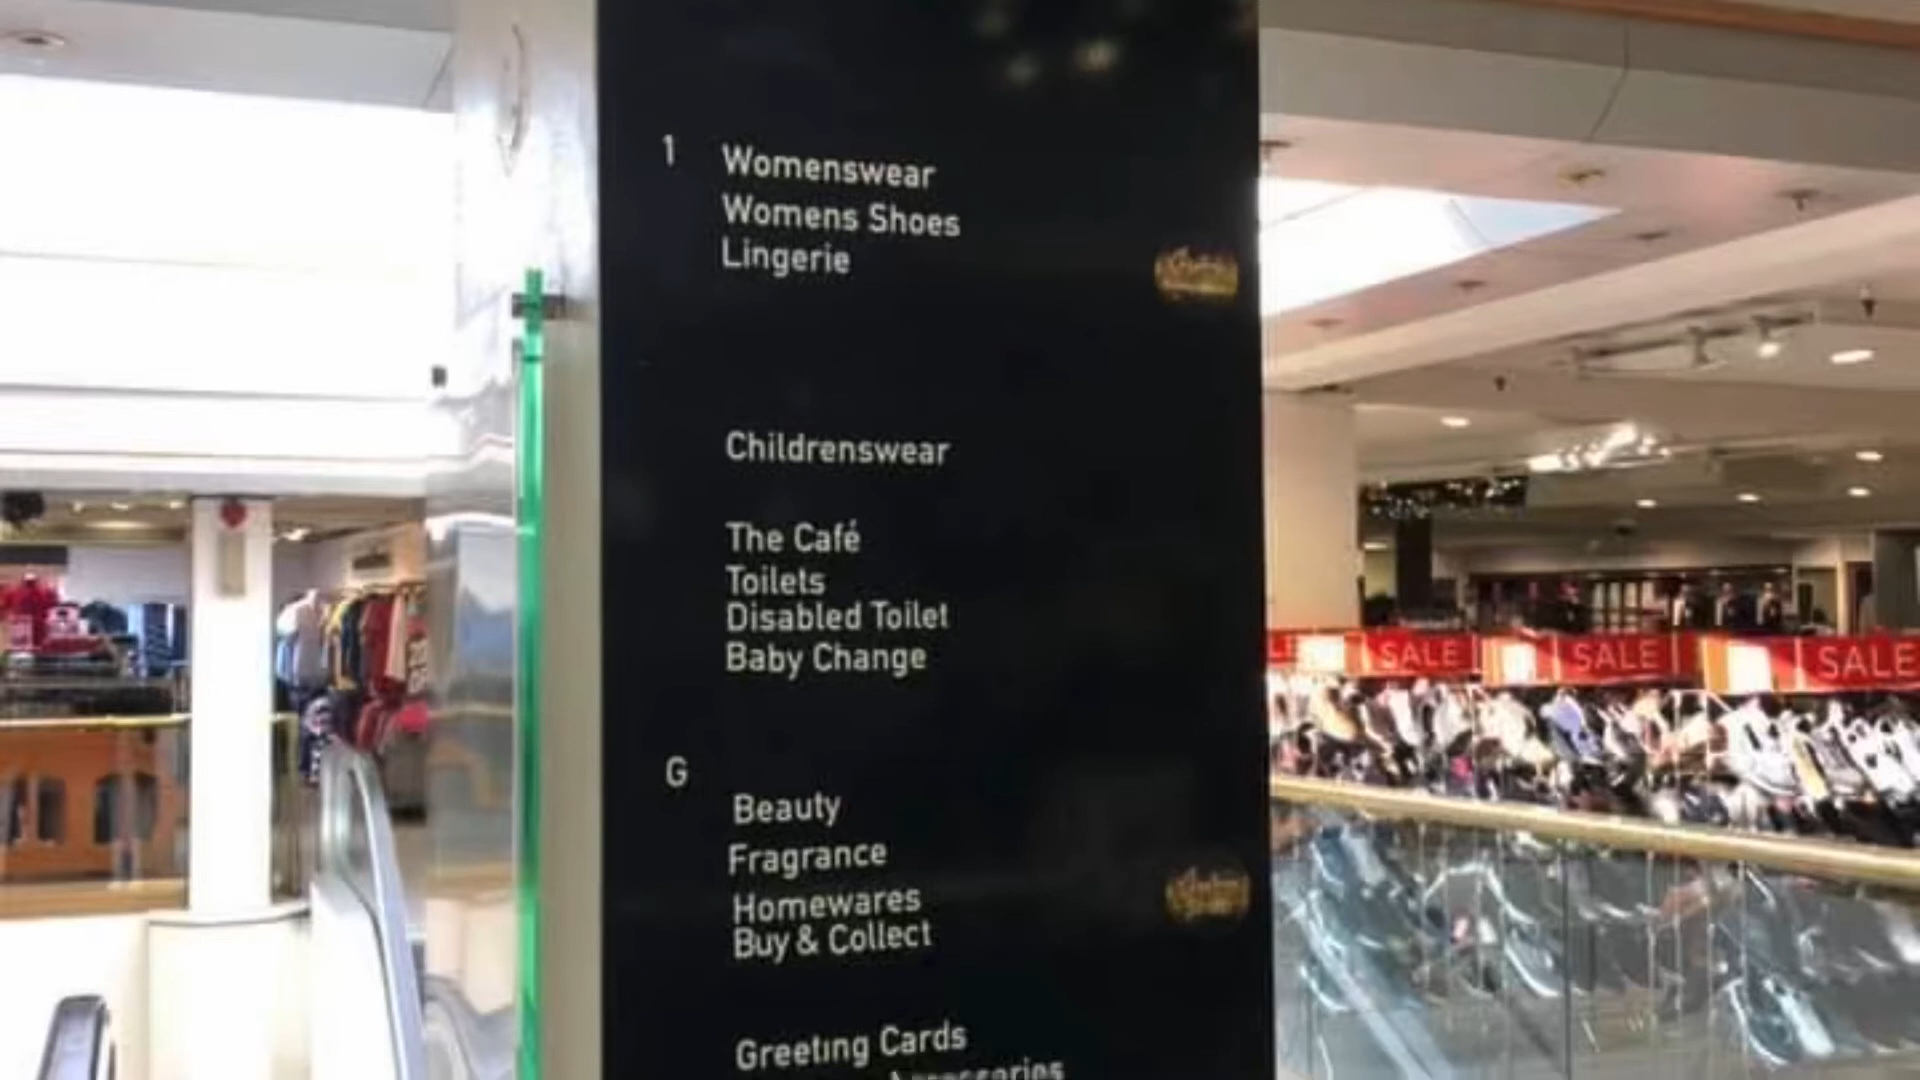 1 Womenswear
Womens Shoes
Lingerie
Childrenswear
The Café
Toilets
Disabled Toilet
Baby Change
G
Beauty
Fragrance
Homewares
Buy & Collect
Greeting Cards
Accessories
SALE
SALE
SALE